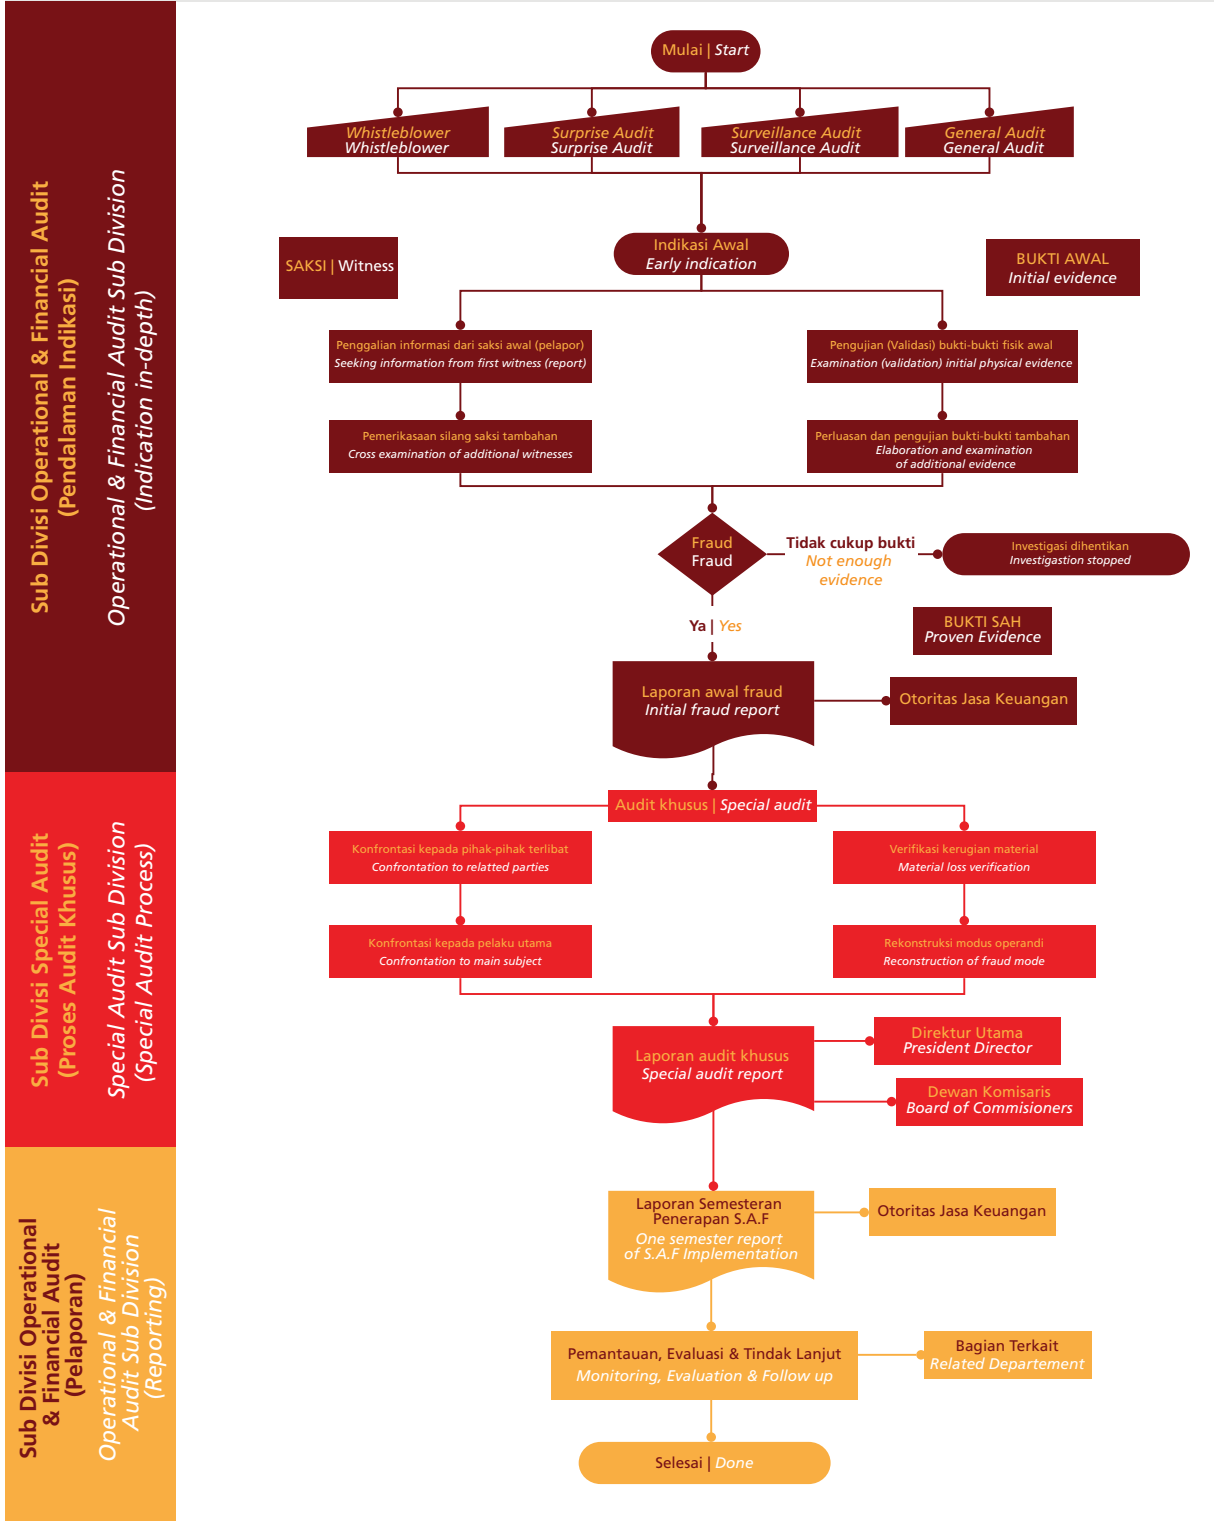 Sub Divisi Operational & Financial Audit
(Pendalaman Indikasi)
Operational & Financial Audit Sub Division
(Indication in-depth)
Mulai | Start
Whistleblower
Whistleblower
Surprise Audit
Surprise Audit
Surveillance Audit
Surveillance Audit
General Audit
General Audit
SAKSI | Witness
Indikasi Awal
Early indication
BUKTI AWAL
Initial evidence
Penggalian informasi dari saksi awal (pelapor)
Seeking information from first witness (report)
Pengujian (Validasi) bukti-bukti fisik awal
Examination (validation) initial physical evidence
Pemerikasaan silang saksi tambahan
Cross examination of additional witnesses
Perluasan dan pengujian bukti-bukti tambahan
Elaboration and examination
of additional evidence
Fraud
Fraud
Tidak cukup bukti
Not enough
evidence
Investigasi dihentikan
Investigastion stopped
Ya | Yes
BUKTI SAH
Proven Evidence
Laporan awal fraud
Initial fraud report
Otoritas Jasa Keuangan
Sub Divisi Special Audit
(Proses Audit Khusus)
Special Audit Sub Division
(Special Audit Process)
Audit khusus | Special audit
Konfrontasi kepada pihak-pihak terlibat
Confrontation to relatted parties
Verifikasi kerugian material
Material loss verification
Konfrontasi kepada pelaku utama
Confrontation to main subject
Rekonstruksi modus operandi
Reconstruction of fraud mode
Laporan audit khusus
Special audit report
Direktur Utama
President Director
Dewan Komisaris
Board of Commisioners
Sub Divisi Operational
& Financial Audit
(Pelaporan)
Operational & Financial
Audit Sub Division
(Reporting)
Laporan Semesteran
Penerapan S.A.F
One semester report
of S.A.F Implementation
Otoritas Jasa Keuangan
Pemantauan, Evaluasi & Tindak Lanjut
Monitoring, Evaluation & Follow up
Bagian Terkait
Related Departement
Selesai | Done